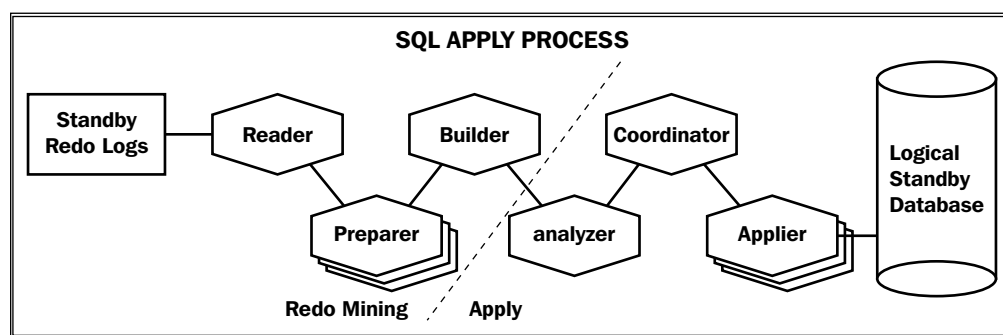 SQL APPLY PROCESS
Standby
Redo Logs
Reader
Builder
Coordinator
Logical
Standby
Database
Preparer
analyzer
Applier
Redo Mining
Apply